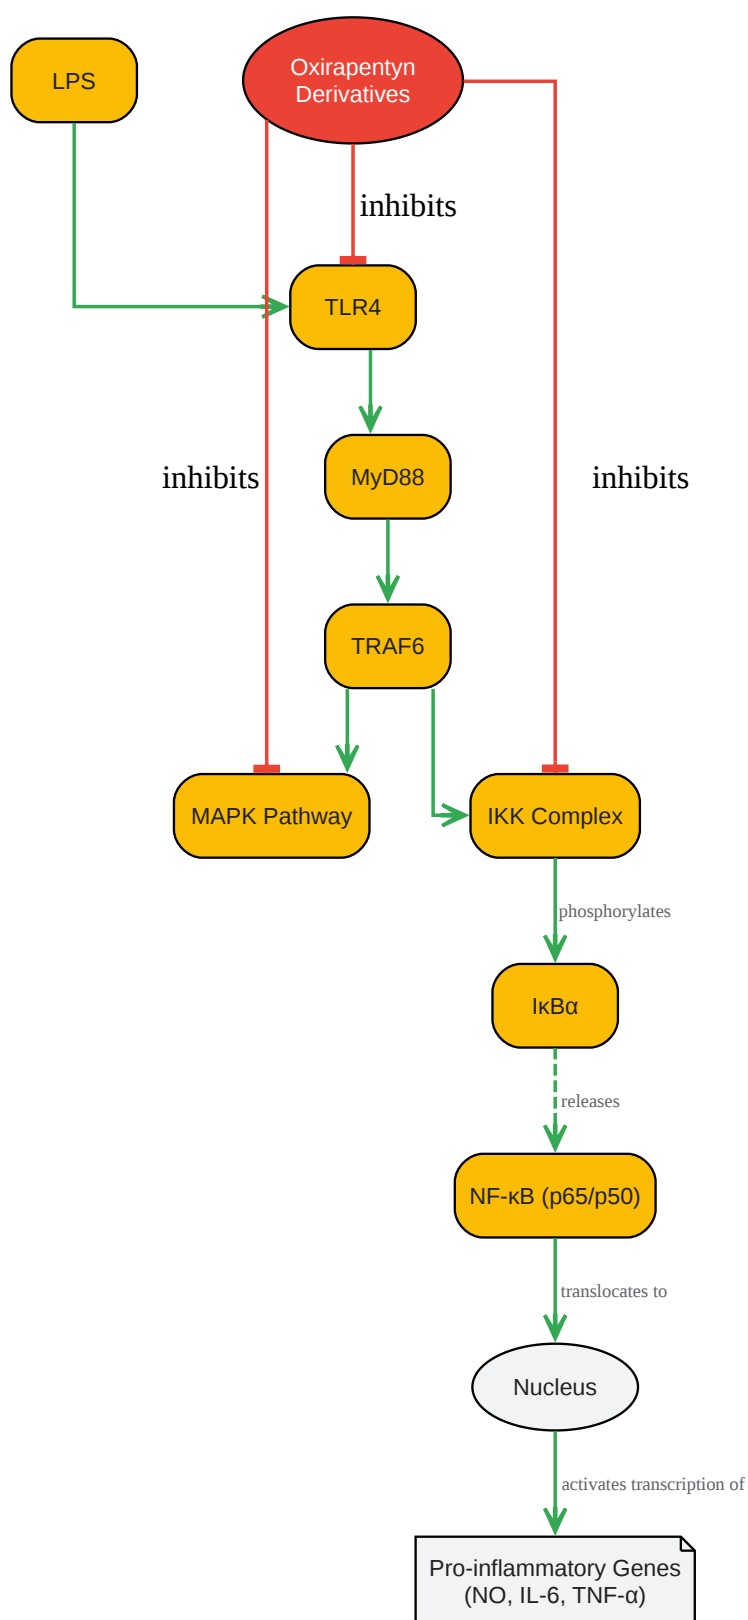 LPS
Oxirapentyn
Derivatives
inhibits
TLR4
inhibits
MyD88
inhibits
TRAF6
MAPK Pathway
IKK Complex
phosphorylates
IκBα
releases
NF-κB (p65/p50)
translocates to
Nucleus
activates transcription of
Pro-inflammatory Genes
(NO, IL-6, TNF-α)